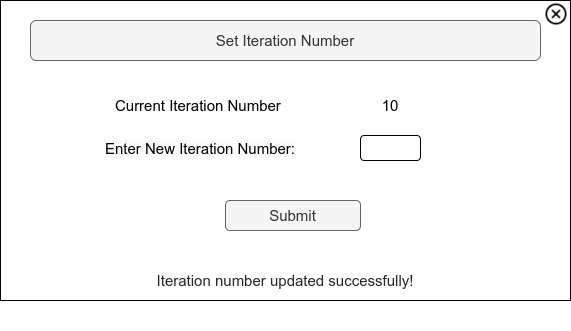 Set Iteration Number
Current Iteration Number 10
Enter New Iteration Number:
Submit
Iteration number updated successfully!